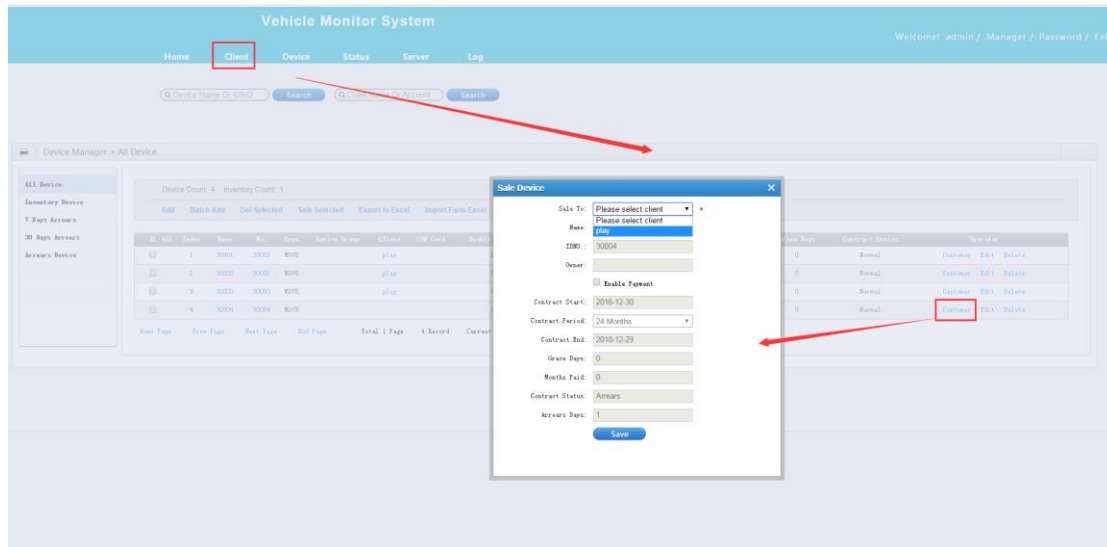 Vehicle Monitor System
Welcome! admin / Manager / Password / Exi
Home Client Device Status Server Log
Device Name Or IDNO Search Client Name Or Account Search
Device Manager > All Device
ALL Device
Inventory Device
7 Days Arrears
30 Days Arrears
Arrears Device
Device Count: 4 Inventory Count: 1
Add Batch Add Del Selected Sale Selected Export to Excel Import Form Excel
All Index Name No. Type Device Group Client SIM Card
1 30001 30001 MDVR play
2 30002 30002 MDVR play
3 30003 30003 MDVR play
4 30004 30004 MDVR
Home Page Prev Page Next Page End Page Total 1 Page 4 Record Current
Sale Device ×
Sale To: Please select client *
Please select client
play
Name:
IDNO.: 30004
Owner:
Enable Payment
Contract Start: 2016-12-30
Contract Period: 24 Months
Contract End: 2018-12-29
Grace Days: 0
Months Paid: 0
Contract Status: Arrears
Arrears Days: 1
Save
Days Contract Status Operator
0 Normal Customer Edit Delete
0 Normal Customer Edit Delete
0 Normal Customer Edit Delete
0 Normal Customer Edit Delete